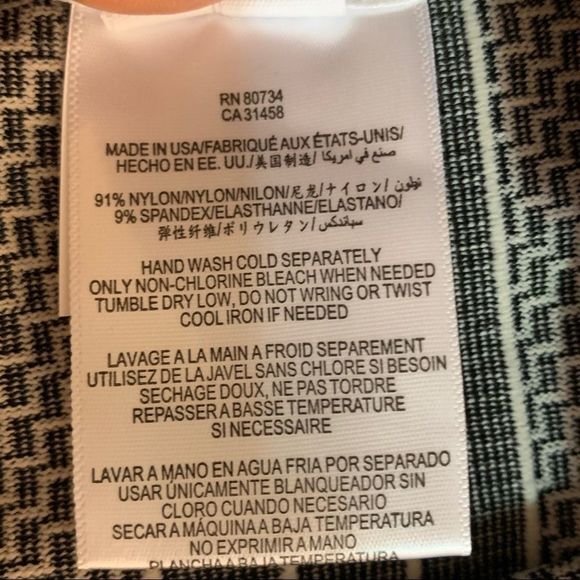 RN 80734
CA 31458
MADE IN USA/FABRIQUÉ AUX ÉTATS-UNIS/
HECHO EN EE. UU./美国制造/ صنع في امريكا/
91% NYLON/NYLON/NILON/尼龙/ナイロン/ نيلون/
9% SPANDEX/ELASTHANNE/ELASTANO/
弹性纤维/ポリウレタン/ سباندكس/
HAND WASH COLD SEPARATELY
ONLY NON-CHLORINE BLEACH WHEN NEEDED
TUMBLE DRY LOW, DO NOT WRING OR TWIST
COOL IRON IF NEEDED
LAVAGE A LA MAIN A FROID SEPAREMENT
UTILISEZ DE LA JAVEL SANS CHLORE SI BESOIN
SECHAGE DOUX, NE PAS TORDRE
REPASSER A BASSE TEMPERATURE
SI NECESSAIRE
LAVAR A MANO EN AGUA FRIA POR SEPARADO
USAR ÚNICAMENTE BLANQUEADOR SIN
CLORO CUANDO NECESARIO
SECAR A MÁQUINA A BAJA TEMPERATURA
NO EXPRIMIR A MANO
PLANCHA A BAJA TEMPERATURA